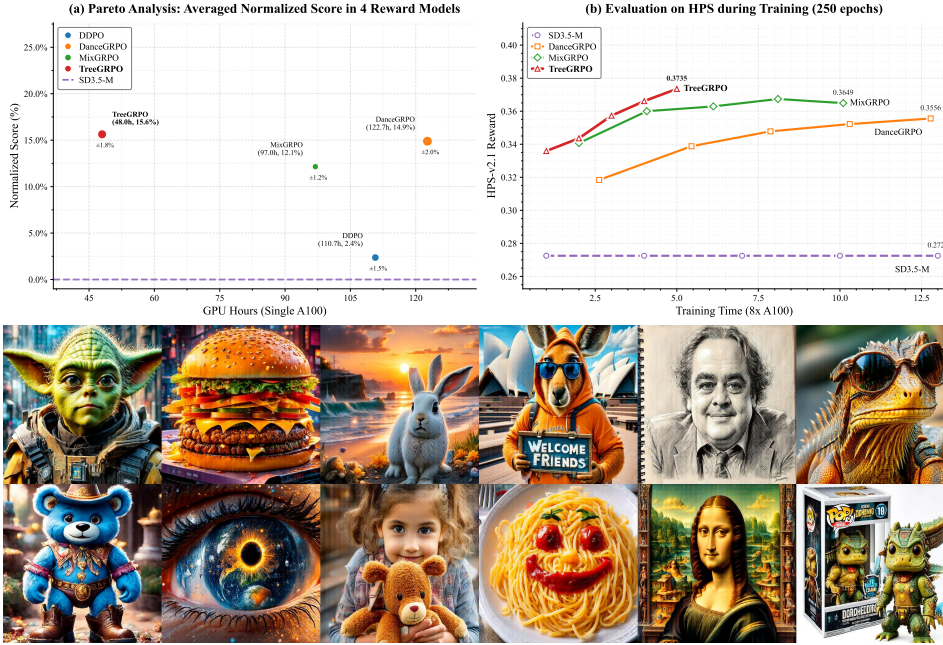 (a) Pareto Analysis: Averaged Normalized Score in 4 Reward Models
Normalized Score (%)
25.0%
20.0%
15.0%
10.0%
5.0%
0.0%
DDPO
DanceGRPO
MixGRPO
TreeGRPO
SD3.5-M
TreeGRPO
(48.0h, 15.6%)
±1.8%
MixGRPO
(97.0h, 12.1%)
±1.2%
DanceGRPO
(122.7h, 14.9%)
±2.0%
DDPO
(110.7h, 2.4%)
±1.5%
45 60 75 90 105 120
GPU Hours (Single A100)
(b) Evaluation on HPS during Training (250 epochs)
HPS-v2.1 Reward
0.40
0.38
0.36
0.34
0.32
0.30
0.28
0.26
SD3.5-M
DanceGRPO
MixGRPO
TreeGRPO
0.3735
TreeGRPO
0.3649
MixGRPO
0.3556
DanceGRPO
0.272
SD3.5-M
2.5 5.0 7.5 10.0 12.5
Training Time (8x A100)
WELCOME
FRIENDS
POP!
10
DOROHEDOTO